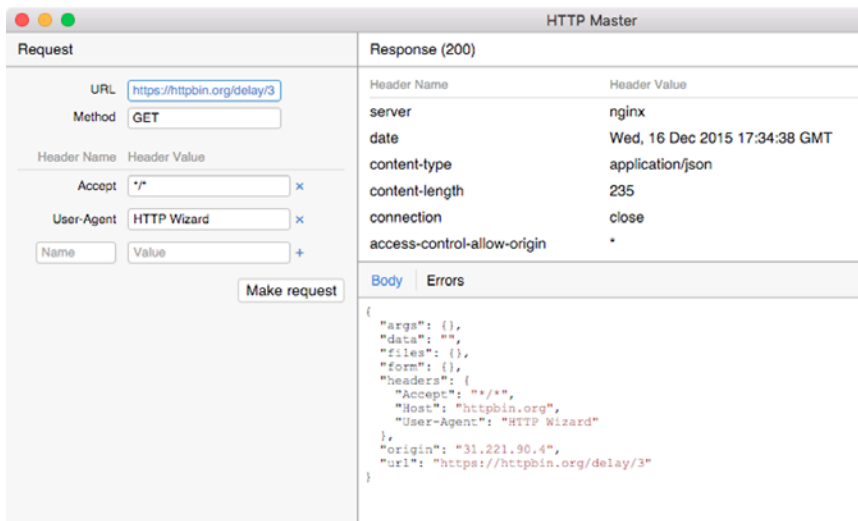 HTTP Master
Request
URL https://httpbin.org/delay/3
Method GET
Header Name Header Value
Accept */*  ×
User-Agent HTTP Wizard ×
Name Value +
Make request
Response (200)
Header Name Header Value
server nginx
date Wed, 16 Dec 2015 17:34:38 GMT
content-type application/json
content-length 235
connection close
access-control-allow-origin *
Body Errors
{
"args": {},
"data": "",
"files": {},
"form": {},
"headers": {
"Accept": "*/*",
"Host": "httpbin.org",
"User-Agent": "HTTP Wizard"
},
"origin": "31.221.90.4",
"url": "https://httpbin.org/delay/3"
}